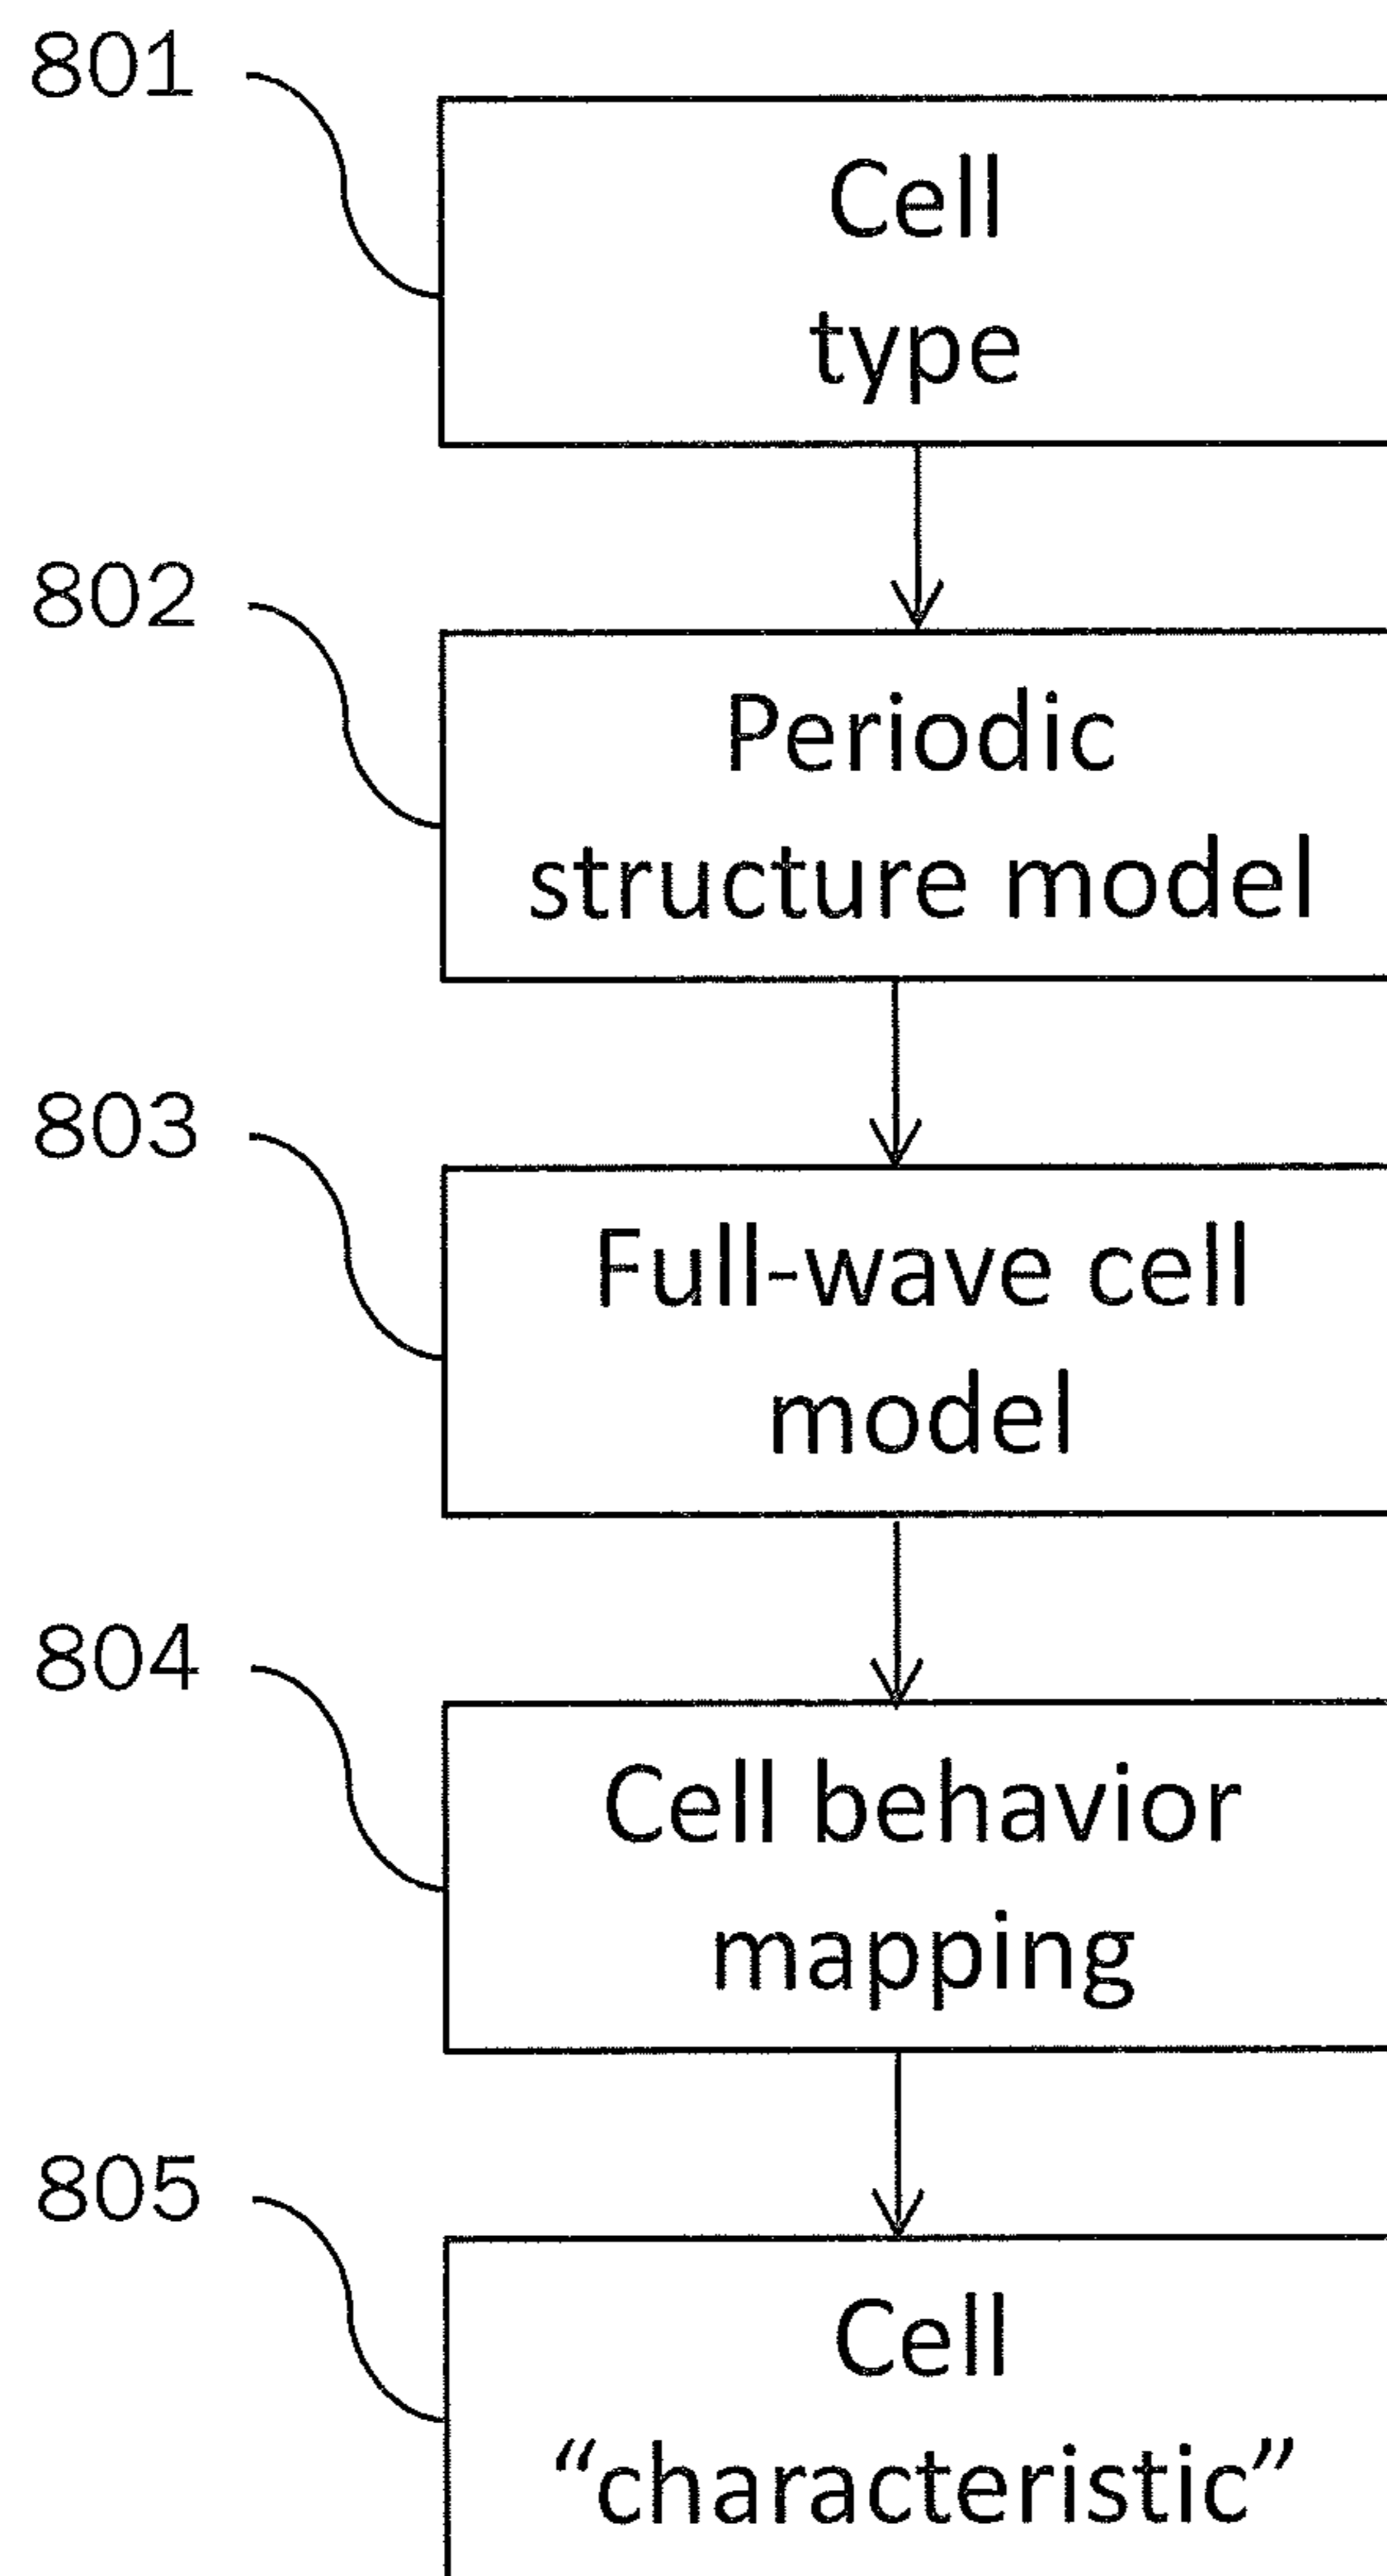 801
Cell
type
802
Periodic
structure model
803
Full-wave cell
model
804
Cell behavior
mapping
805
Cell
“characteristic”